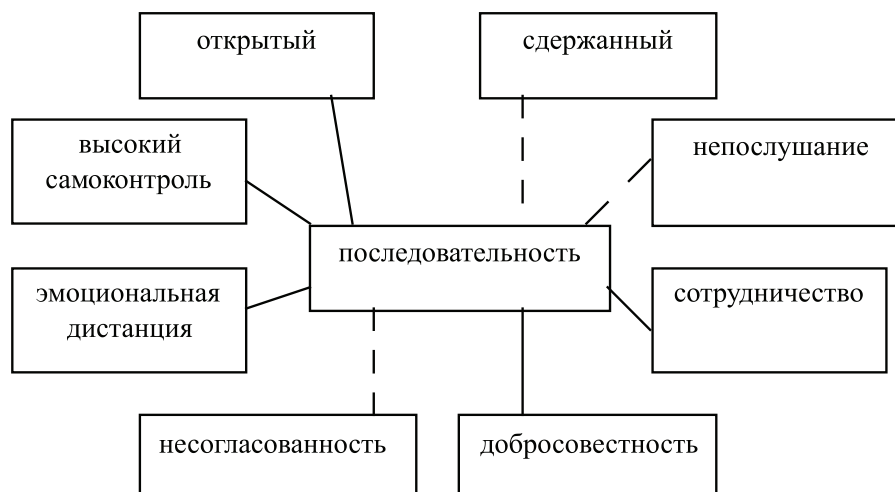 открытый
сдержанный
высокий
самоконтроль
непослушание
последовательность
эмоциональная
дистанция
сотрудничество
несогласованность
добросовестность